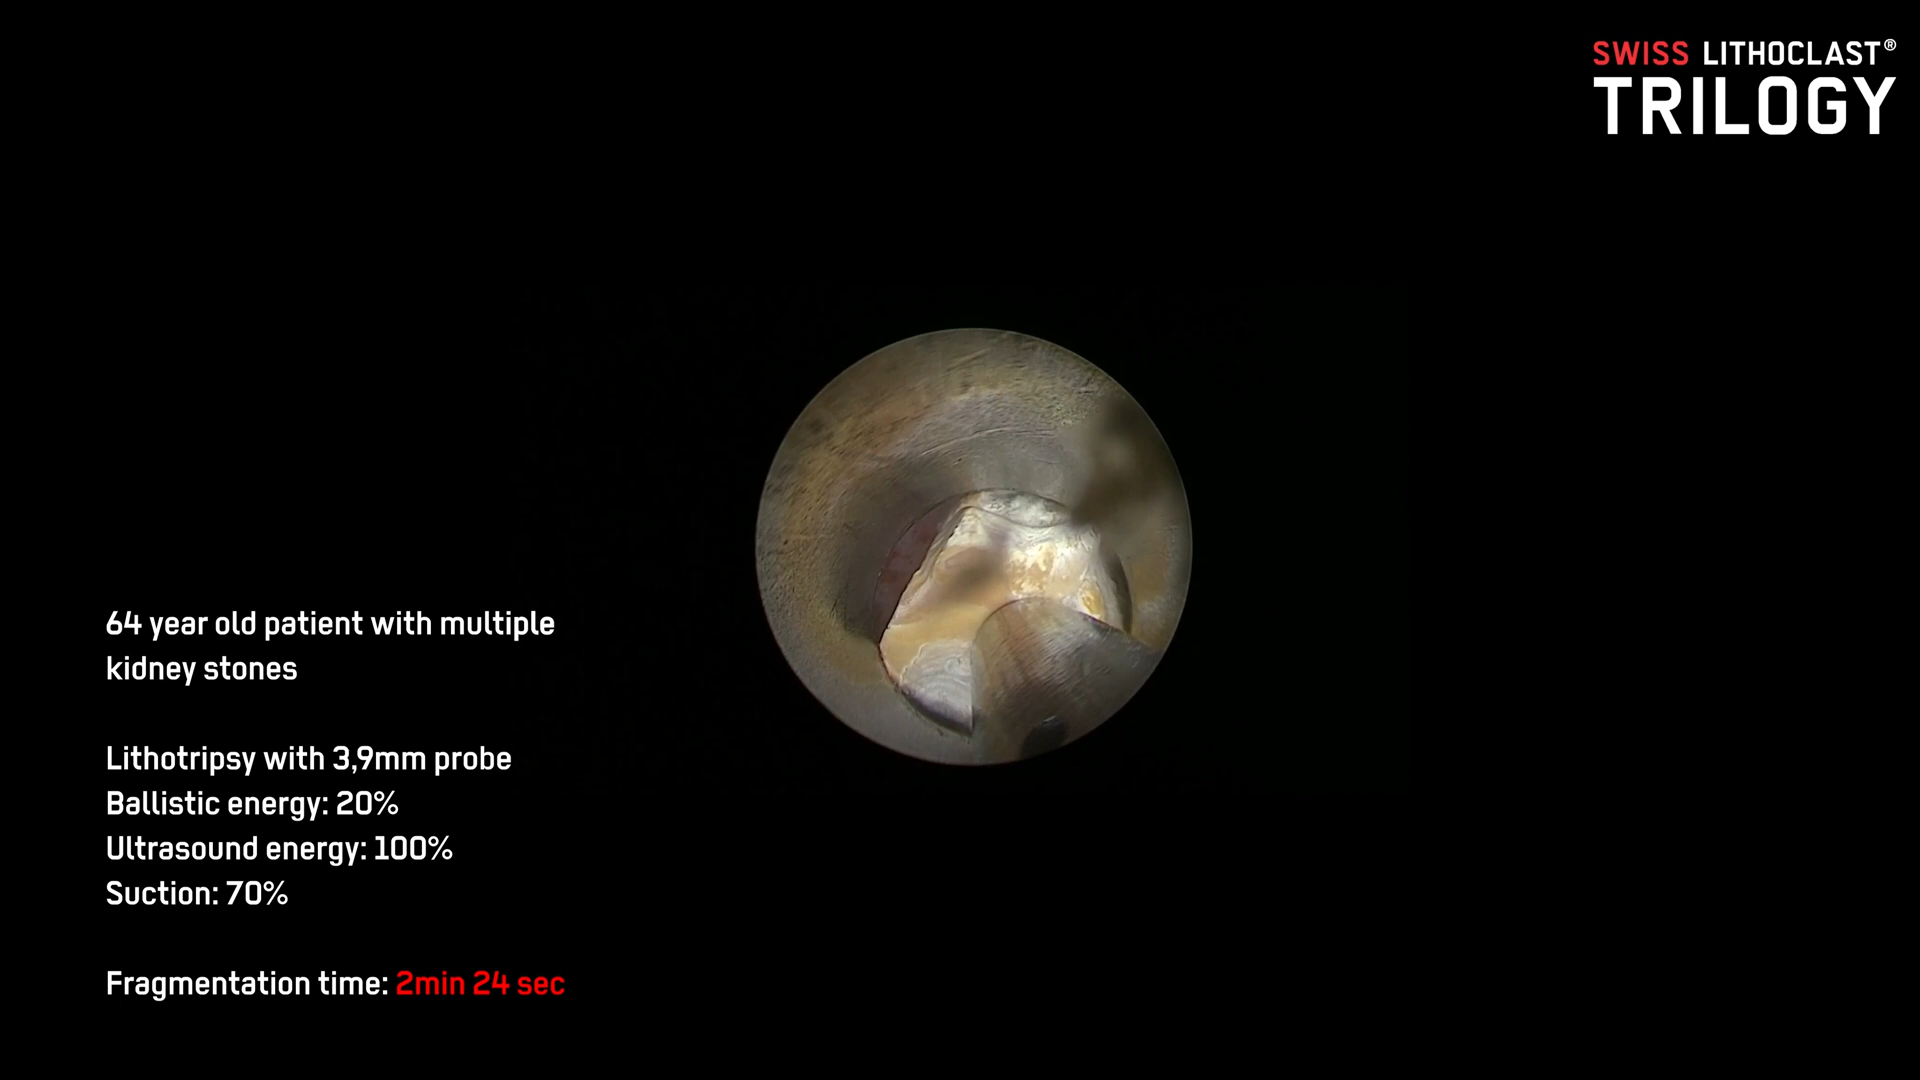 SWISS LITHOCLAST®
TRILOGY
64 year old patient with multiple
kidney stones
Lithotripsy with 3,9mm probe
Ballistic energy: 20%
Ultrasound energy: 100%
Suction: 70%
Fragmentation time: 2min 24 sec